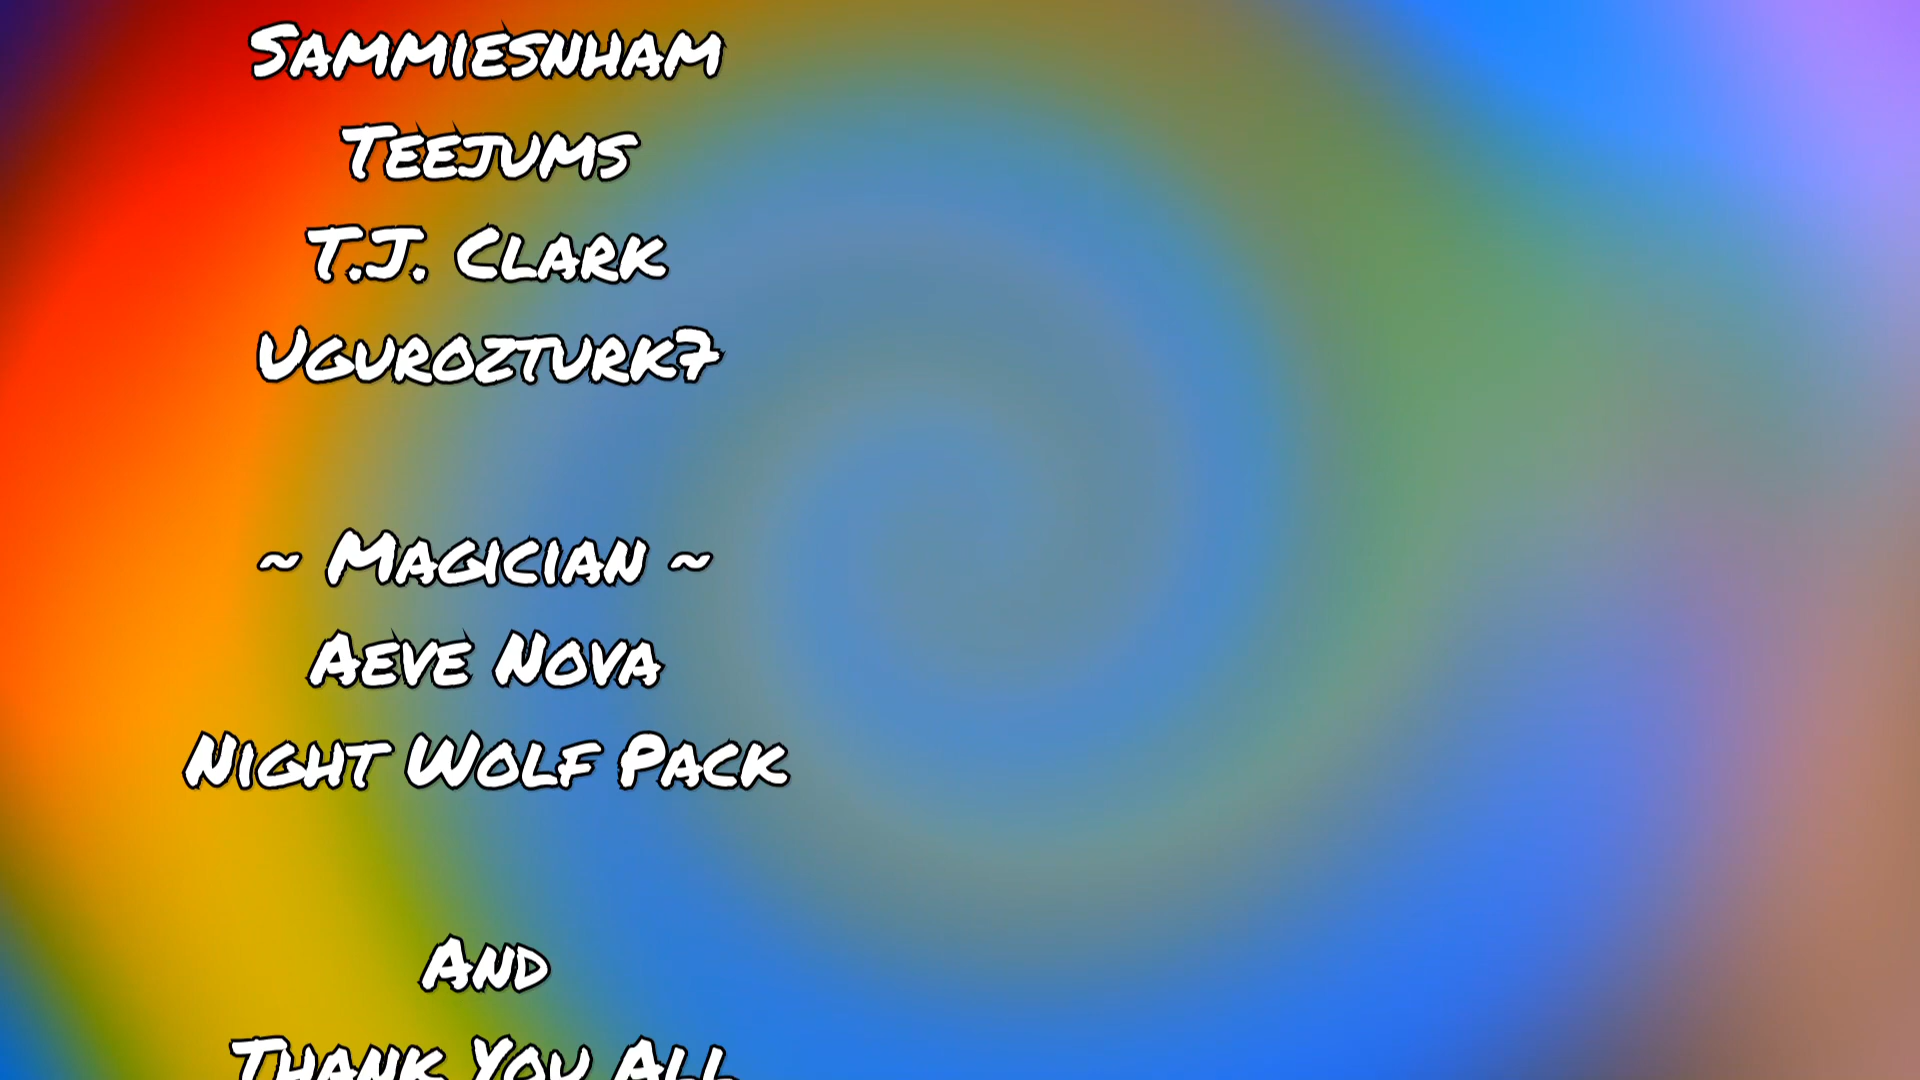 Sammiesnham
Teejums
T.J. Clark
Ugurozturk7
~ Magician ~
Aeve Nova
Night Wolf Pack
And
Thank You All